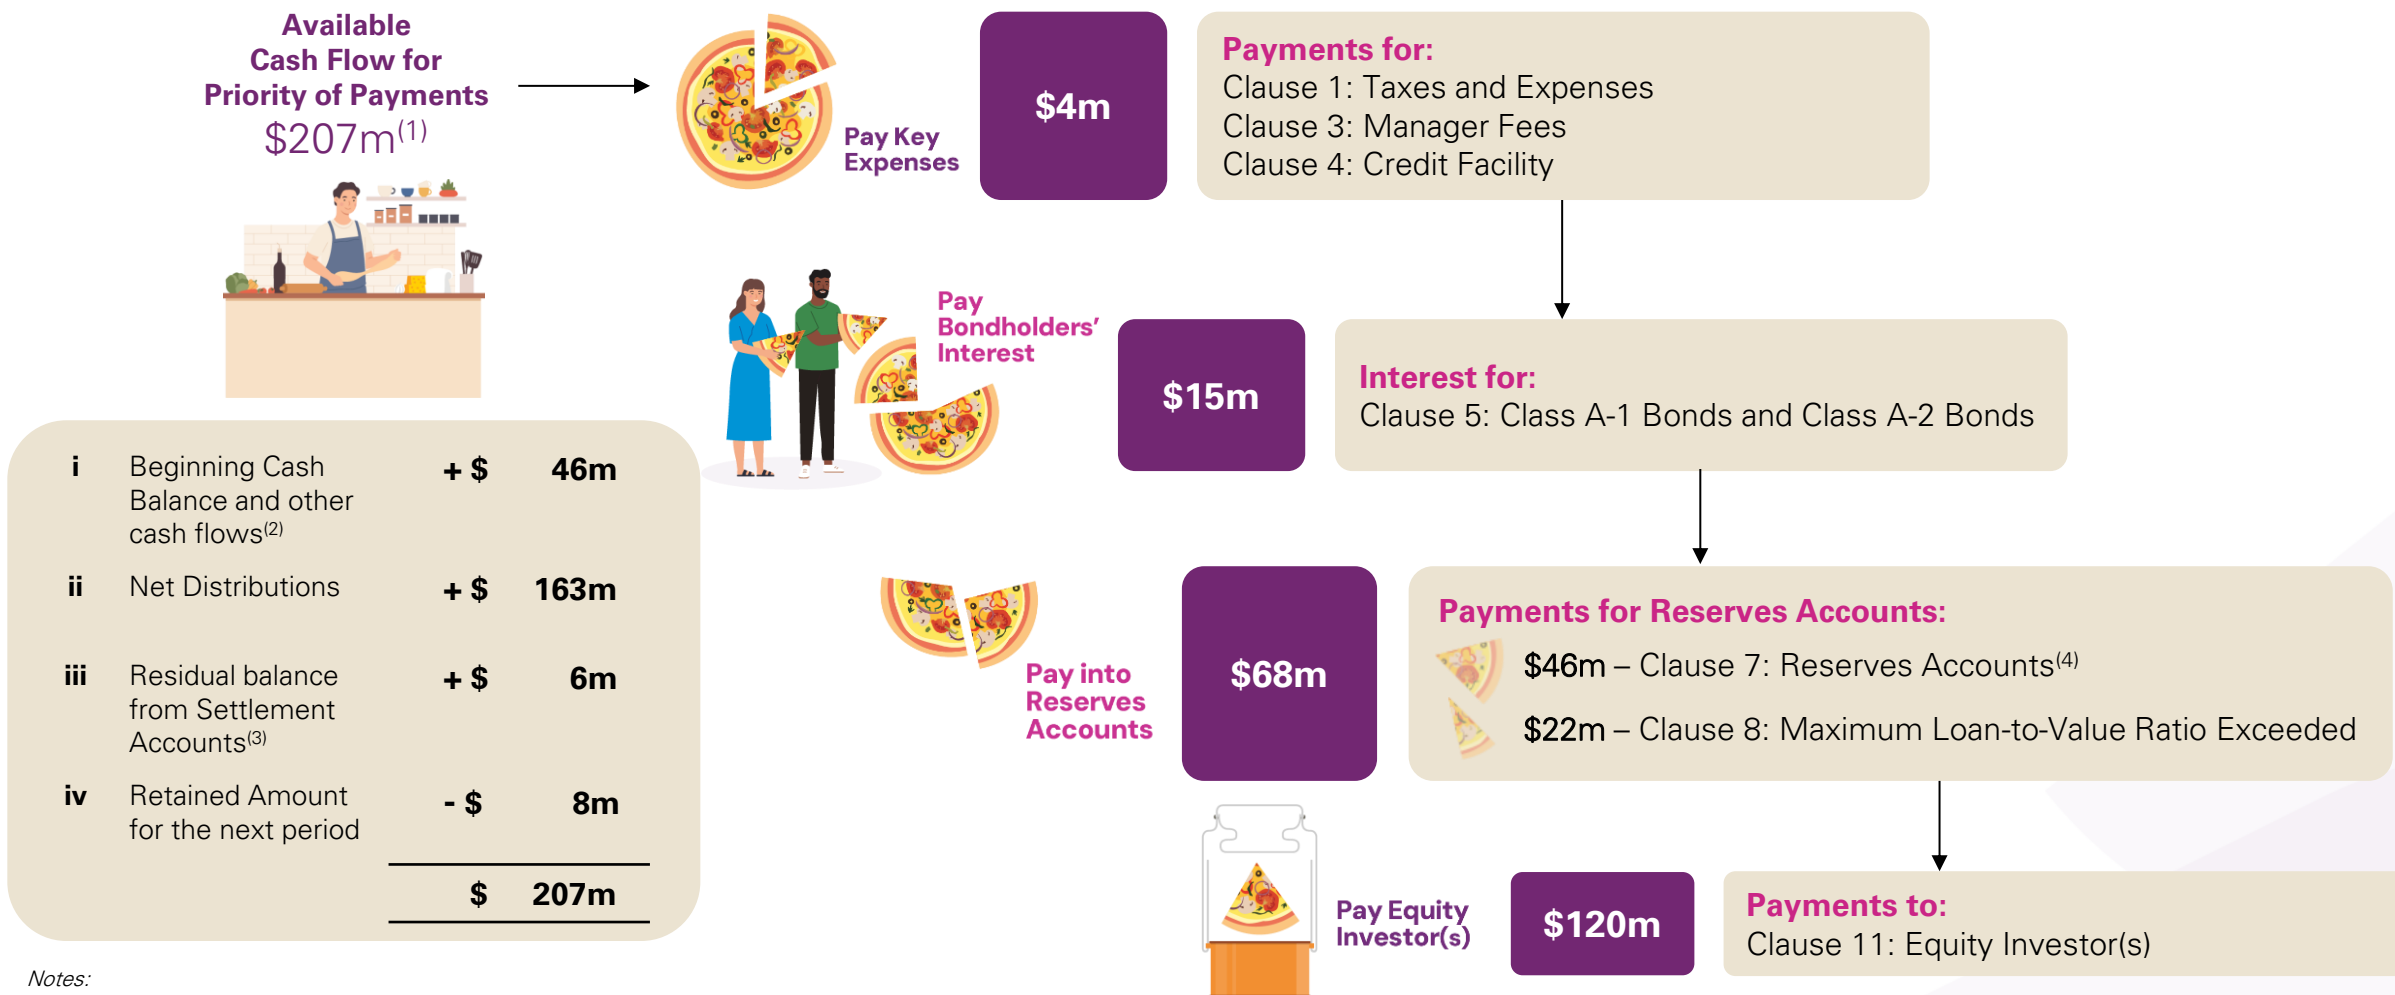 Available
Cash Flow for
Priority of Payments
$207m(1)
Pay Key
Expenses
$4m
Payments for:
Clause 1: Taxes and Expenses
Clause 3: Manager Fees
Clause 4: Credit Facility
Pay
Bondholders'
Interest
$15m
Interest for:
Clause 5: Class A-1 Bonds and Class A-2 Bonds
i Beginning Cash + $ 46m
Balance and other
cash flows(2)
ii Net Distributions + $ 163m
iii Residual balance + $ 6m
from Settlement
Accounts(3)
iv Retained Amount - $ 8m
for the next period
$ 207m
Pay into
Reserves
Accounts
$68m
Payments for Reserves Accounts:
$46m – Clause 7: Reserves Accounts(4)
$22m – Clause 8: Maximum Loan-to-Value Ratio Exceeded
Pay Equity
Investor(s)
$120m
Payments to:
Clause 11: Equity Investor(s)
Notes: